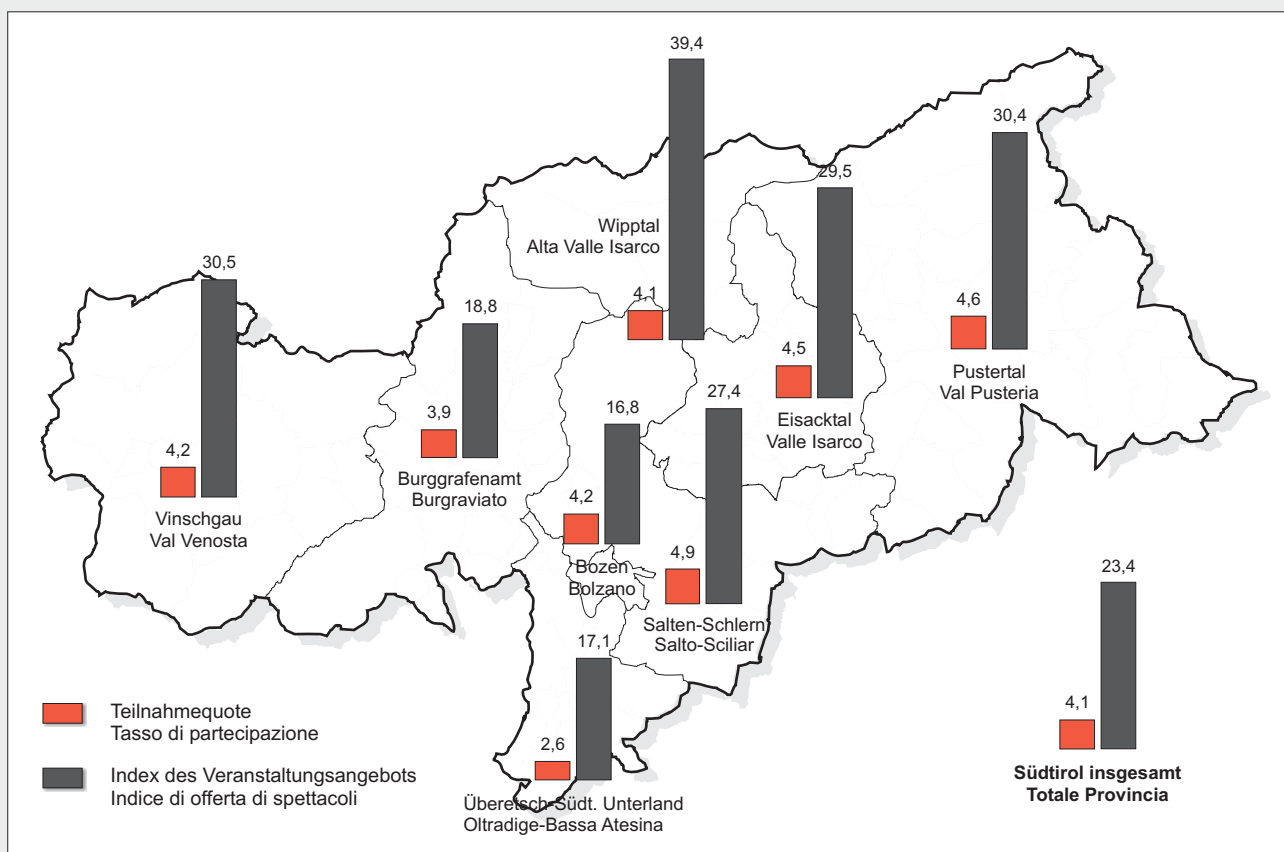 39,4
30,4
29,5
Wipptal
Alta Valle Isarco
30,5
4,1
18,8
4,6
4,5
Pustertal
Val Pusteria
27,4
16,8
3,9
Eisacktal
Valle Isarco
4,2
Burggrafenamt
Burgraviato
4,2
Vinschgau
Val Venosta
4,9
Bozen
Bolzano
23,4
Salten-Schlern
Salto-Sciliar
17,1
Teilnahmequote
Tasso di partecipazione
4,1
2,6
Index des Veranstaltungsangebots
Indice di offerta di spettacoli
Südtirol insgesamt
Totale Provincia
Überetsch-Südt. Unterland
Oltradige-Bassa Atesina